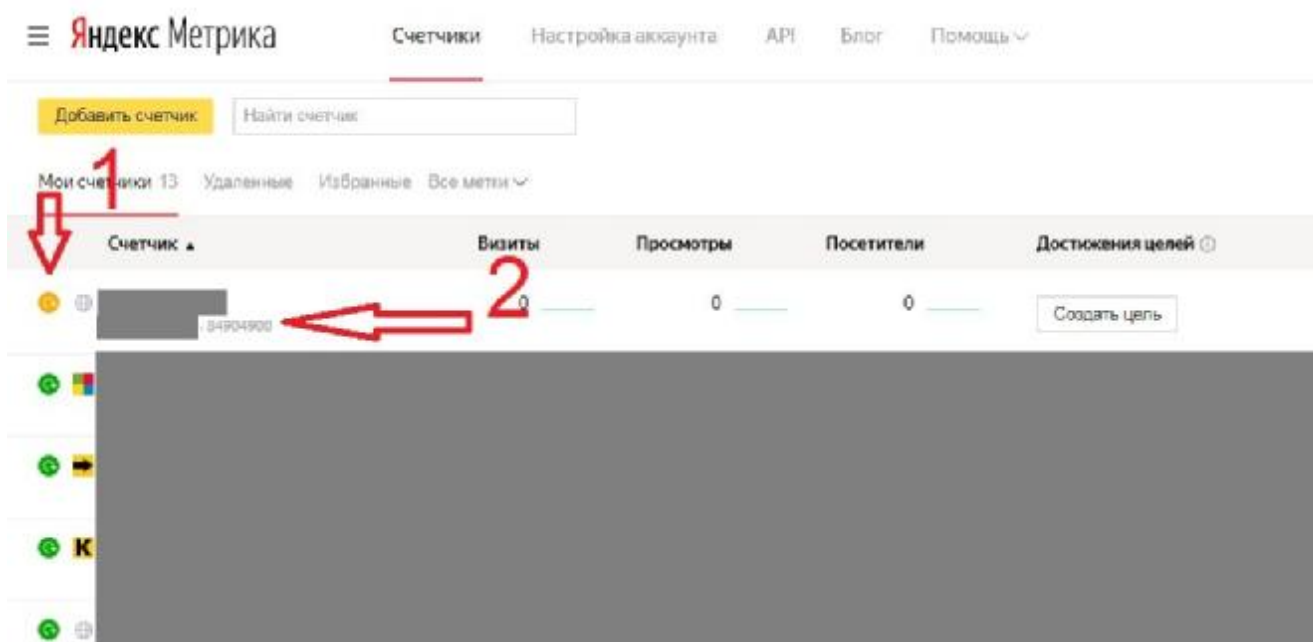 Яндекс Метрика Счетчики Настройка аккаунта API Блог Помощь
Добавить счетчик Найти счетчик
1
Мои счетчики 13 Удаленные Избранные Все метки
Счетчик Визиты Просмотры Посетители Достижения целей
2
0 0 0 Создать цель
84904900
K